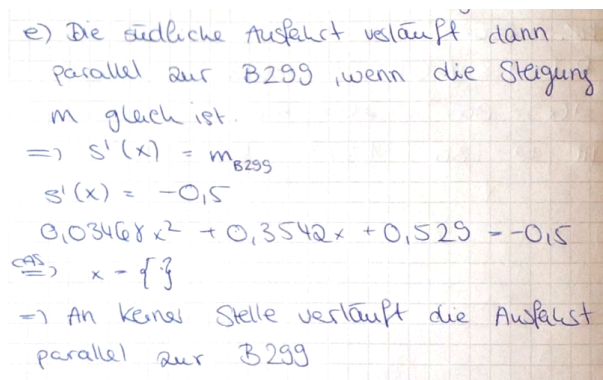 e) Die südliche Ausfahrt verläuft dann
parallel zur B299, wenn die Steigung
m gleich ist.
=> s'(x) = m_B299
s'(x) = -0,5
0,03468x² + 0,3542x + 0,529 = -0,5
CAS => x = { }
=> An keiner Stelle verläuft die Ausfahrt
parallel zur B299